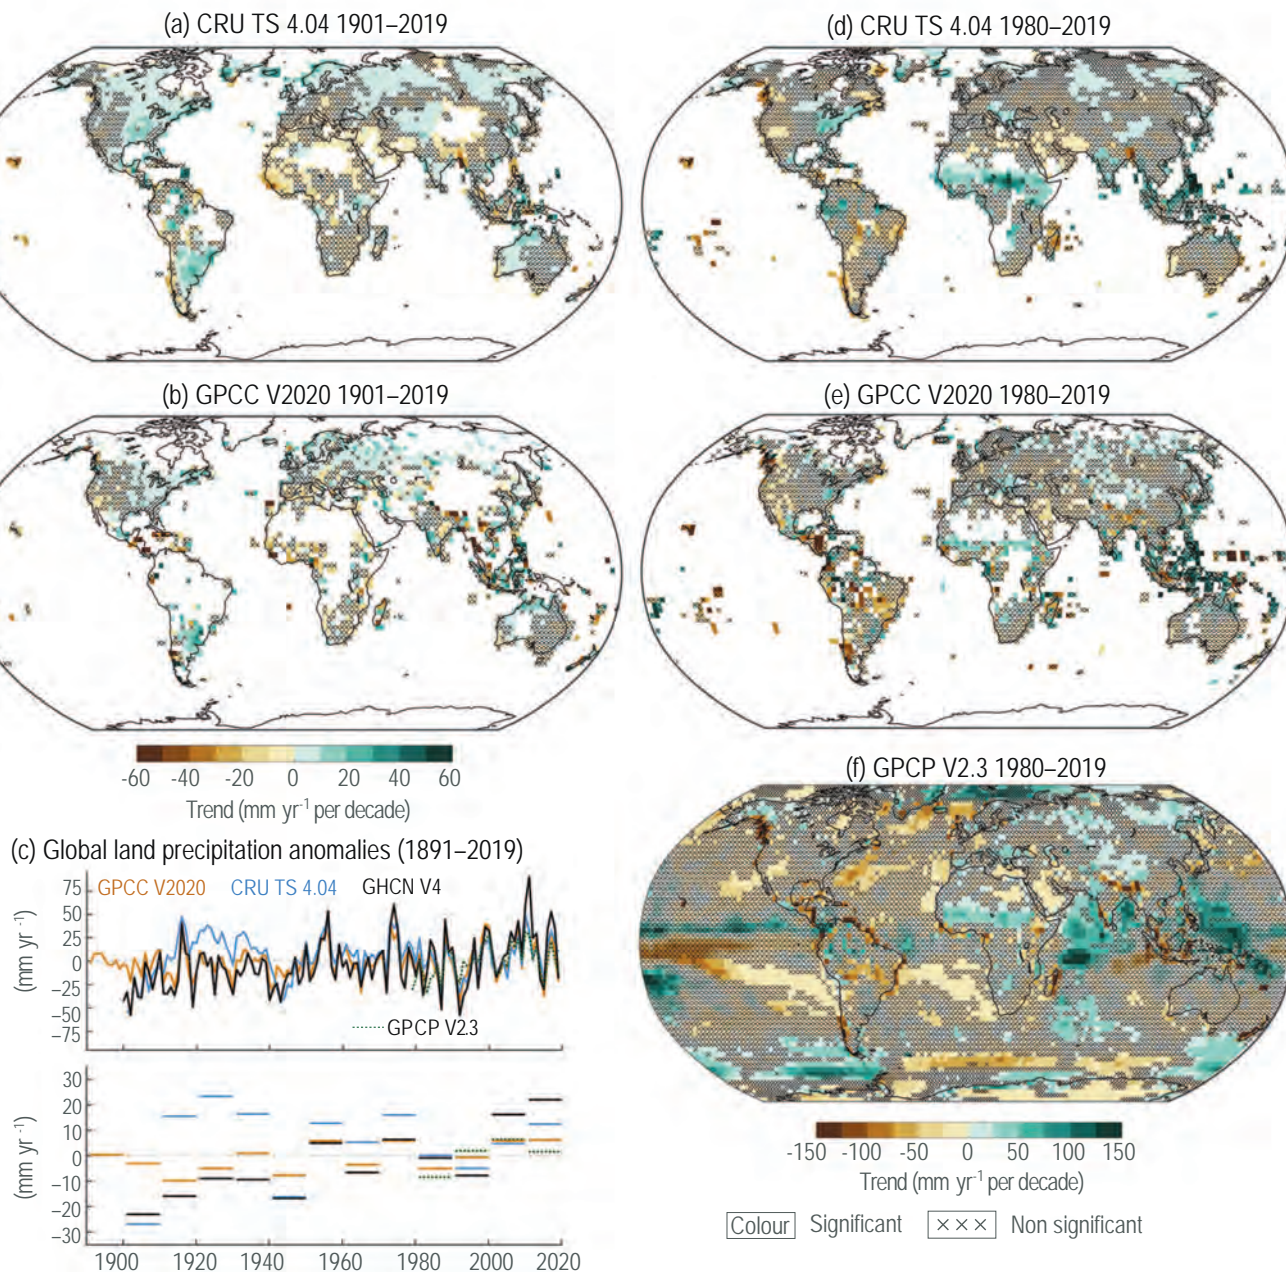 (a) CRU TS 4.04 1901–2019
(d) CRU TS 4.04 1980–2019
(b) GPCC V2020 1901–2019
(e) GPCC V2020 1980–2019
-60 -40 -20 0 20 40 60
Trend (mm yr-1 per decade)
(f) GPCP V2.3 1980–2019
(c) Global land precipitation anomalies (1891–2019)
GPCC V2020 CRU TS 4.04 GHCN V4
75
50
25
0
−25
−50
−75
(mm yr -1)
GPCP V2.3
30
20
10
0
−10
−20
−30
(mm yr -1)
1900 1920 1940 1960 1980 2000 2020
-150 -100 -50 0 50 100 150
Trend (mm yr-1 per decade)
Colour Significant ××× Non significant